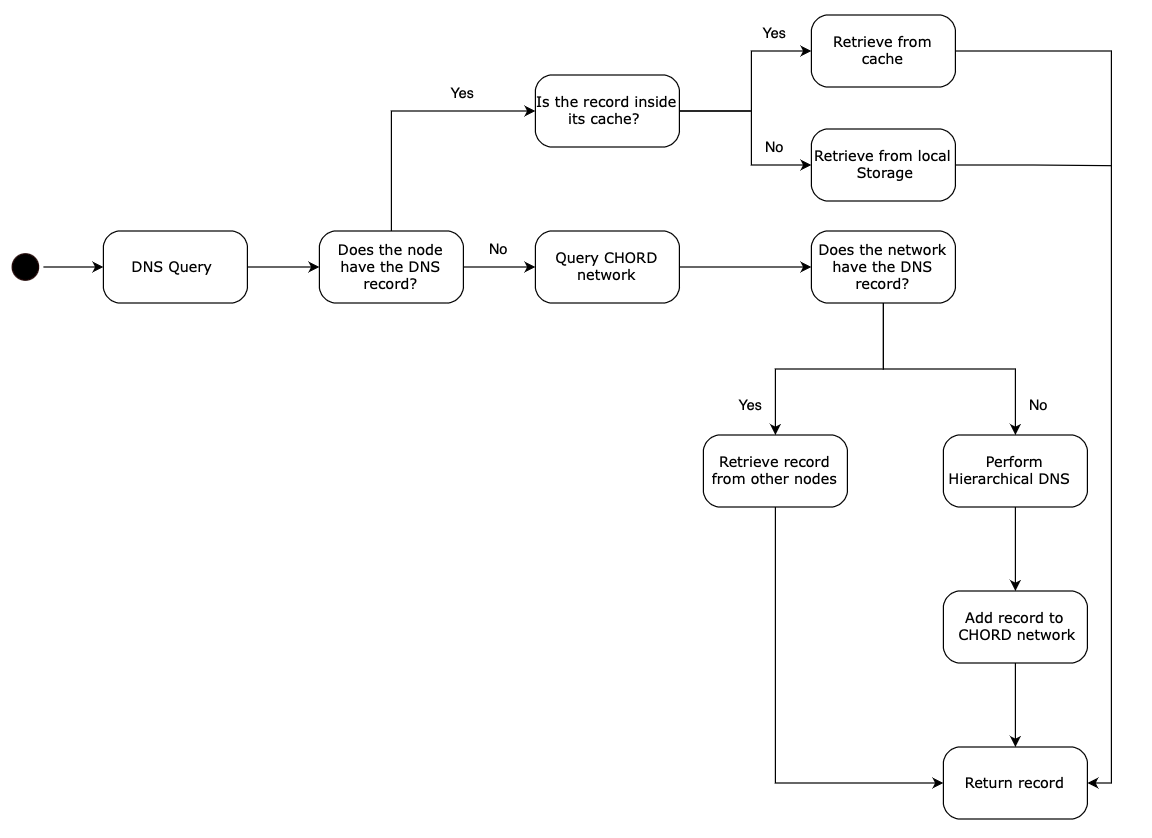 Yes
Retrieve from
cache
Yes
Is the record inside
its cache?
No
Retrieve from local
Storage
DNS Query
Does the node
have the DNS
record?
No
Query CHORD
network
Does the network
have the DNS
record?
Yes
No
Retrieve record
from other nodes
Perform
Hierarchical DNS
Add record to
CHORD network
Return record